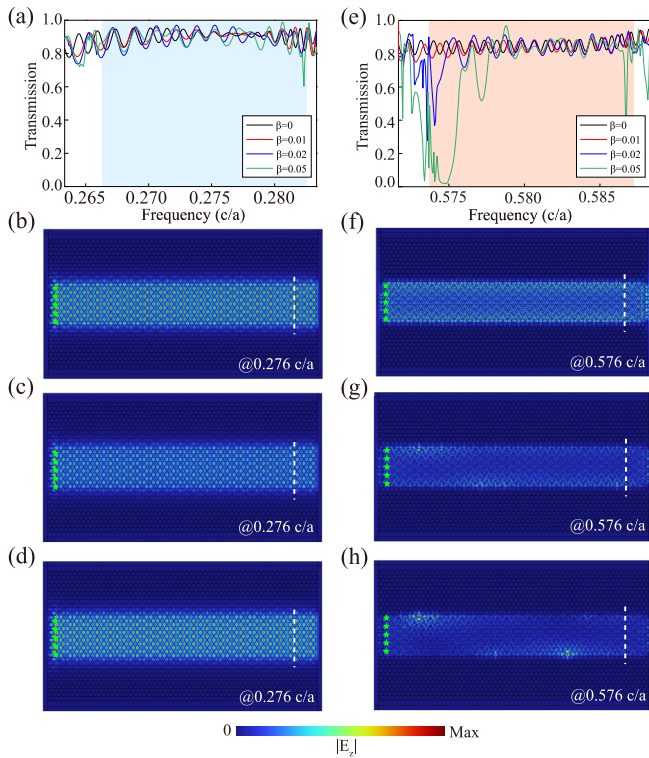 (a)
1.0
0.8
0.6
0.4
0.2
0.0
Transmission
β=0
β=0.01
β=0.02
β=0.05
0.265
0.270
0.275
0.280
Frequency (c/a)
(e)
1.0
0.8
0.6
0.4
0.2
0.0
Transmission
β=0
β=0.01
β=0.02
β=0.05
0.575
0.580
0.585
Frequency (c/a)
(b)
@0.276 c/a
(f)
@0.576 c/a
(c)
@0.276 c/a
(g)
@0.576 c/a
(d)
@0.276 c/a
(h)
@0.576 c/a
0
Max
|E_z|